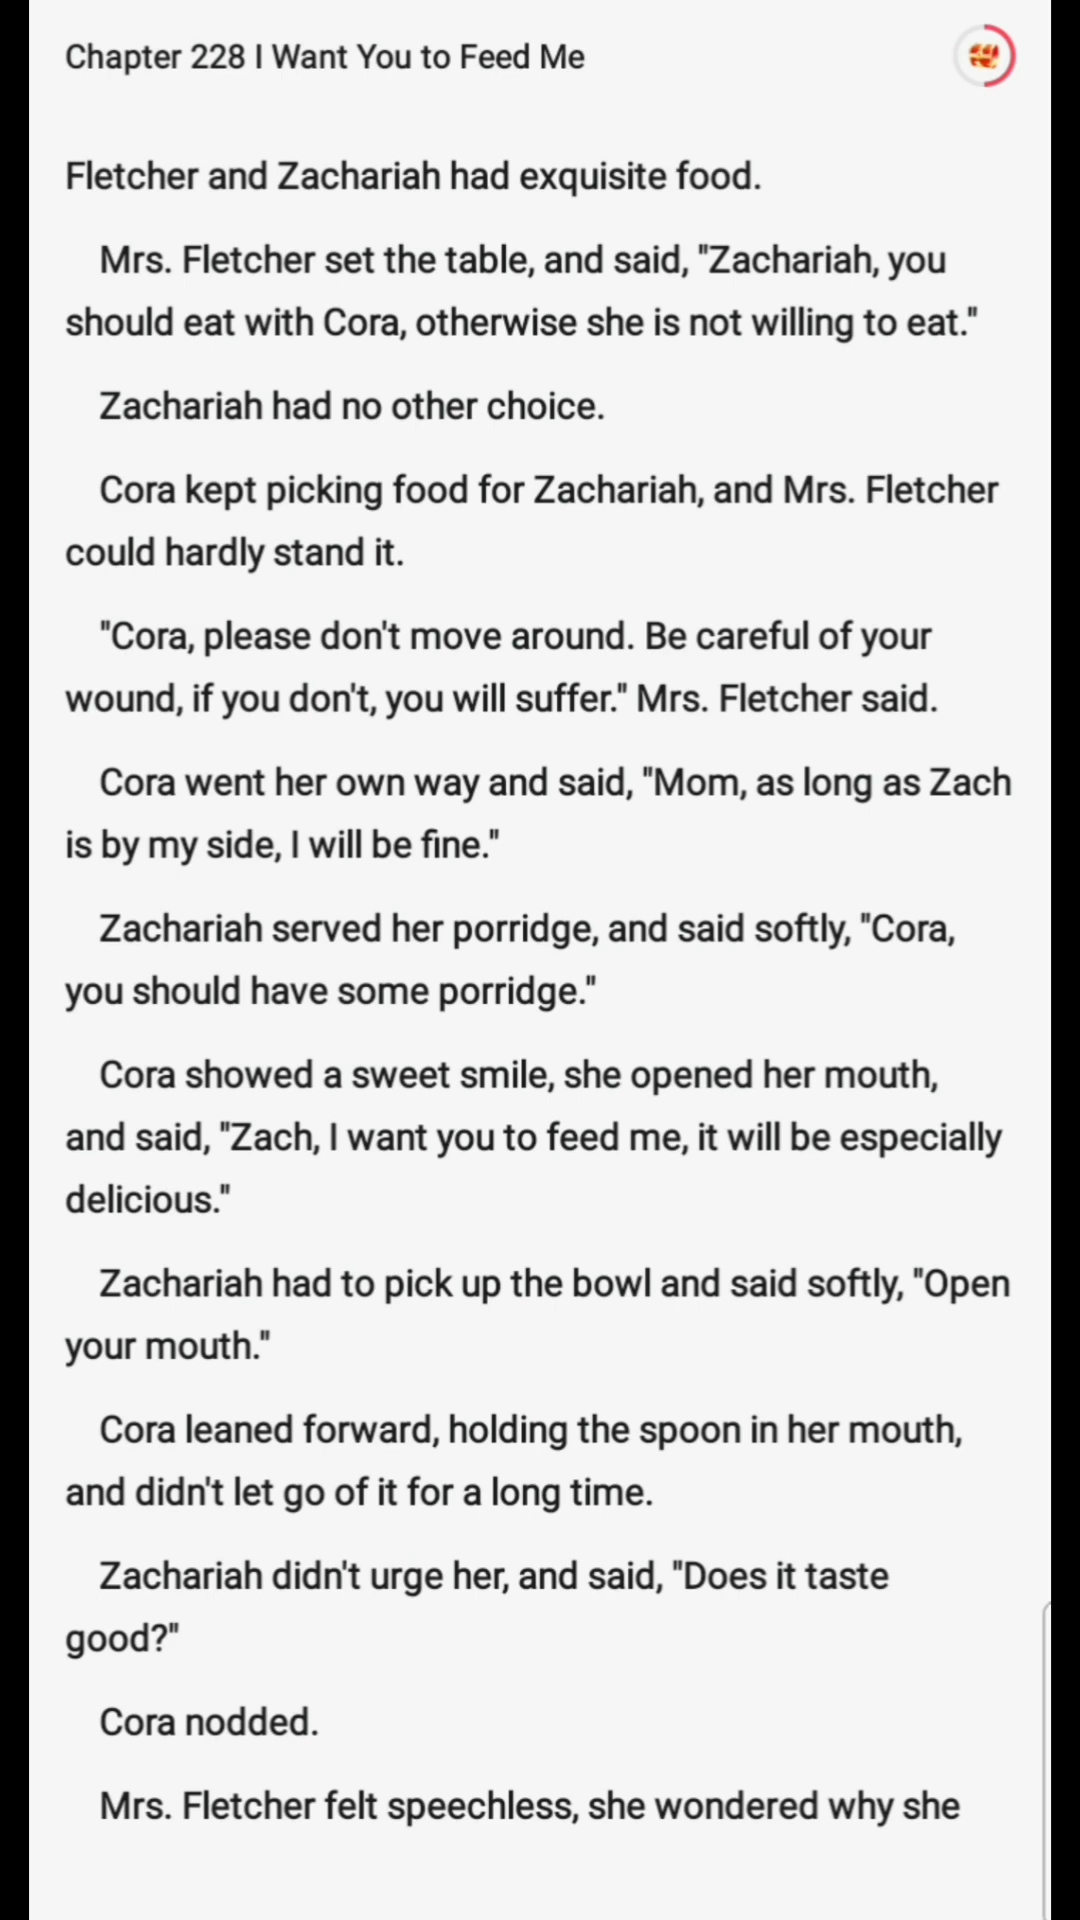 Chapter 228 I Want You to Feed Me
Fletcher and Zachariah had exquisite food.
Mrs. Fletcher set the table, and said, "Zachariah, you
should eat with Cora, otherwise she is not willing to eat."
Zachariah had no other choice.
Cora kept picking food for Zachariah, and Mrs. Fletcher
could hardly stand it.
"Cora, please don't move around. Be careful of your
wound, if you don't, you will suffer." Mrs. Fletcher said.
Cora went her own way and said, "Mom, as long as Zach
is by my side, I will be fine."
Zachariah served her porridge, and said softly, "Cora,
you should have some porridge."
Cora showed a sweet smile, she opened her mouth,
and said, "Zach, I want you to feed me, it will be especially
delicious."
Zachariah had to pick up the bowl and said softly, "Open
your mouth."
Cora leaned forward, holding the spoon in her mouth,
and didn't let go of it for a long time.
Zachariah didn't urge her, and said, "Does it taste
good?"
Cora nodded.
Mrs. Fletcher felt speechless, she wondered why she